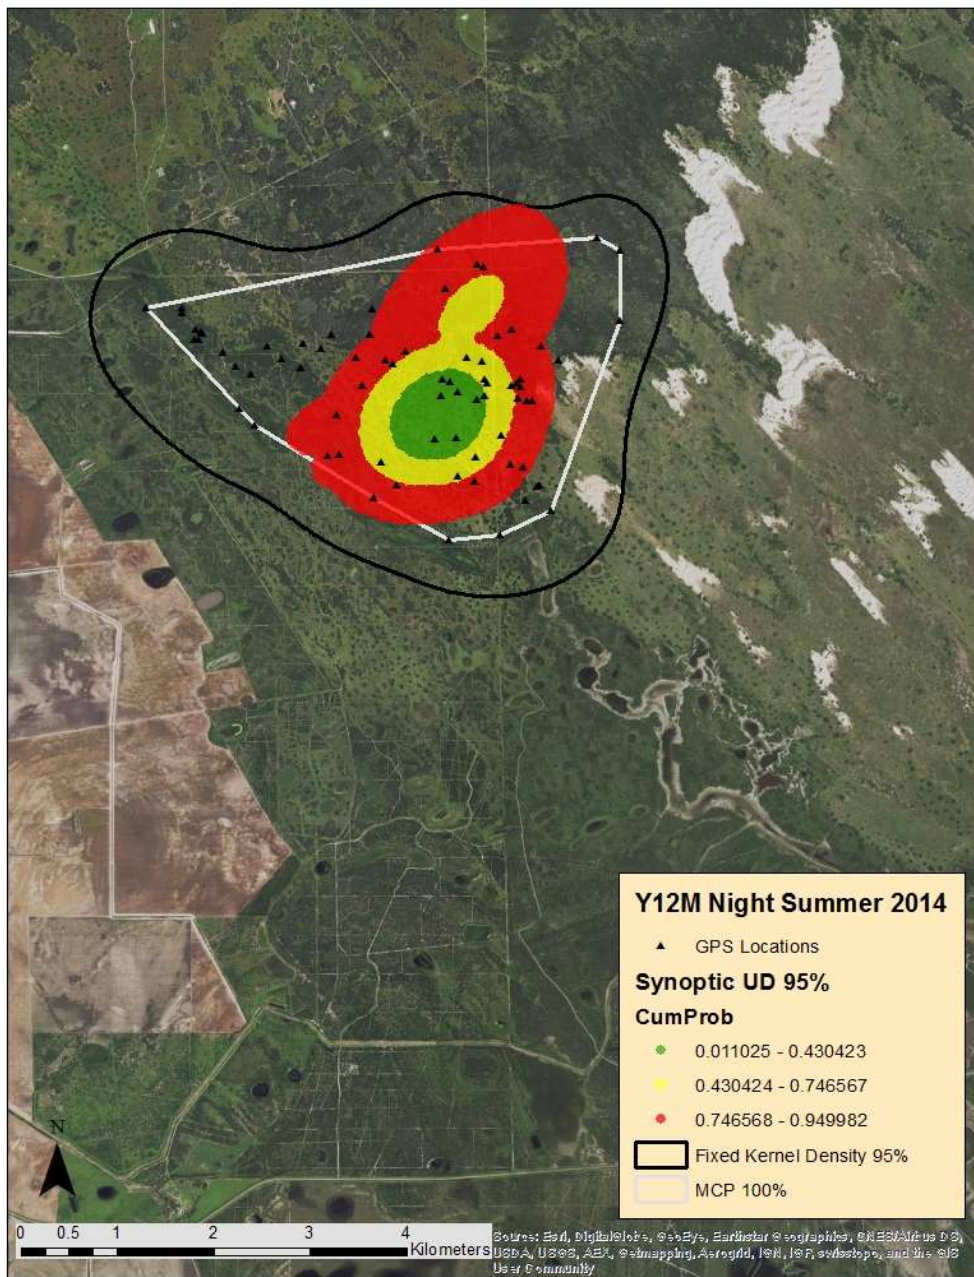 Y12M Night Summer 2014
GPS Locations
Synoptic UD 95%
CumProb
0.011025 - 0.430423
0.430424 - 0.746567
0.746568 - 0.949982
Fixed Kernel Density 95%
MCP 100%
N
0 0.5 1 2 3 4
Kilometers
Source: Esri, DigitalGlobe, GeoEye, Earthstar Geographics, CNES/Airbus DS,
USDA, USGS, AEX, Getmapping, Aerogrid, IGN, IGP, swisstopo, and the GIS
User Community